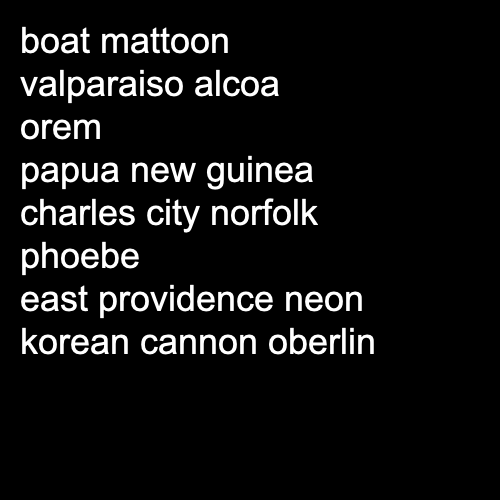 boat mattoon
valparaiso alcoa
orem
papua new guinea
charles city norfolk
phoebe
east providence neon
korean cannon oberlin